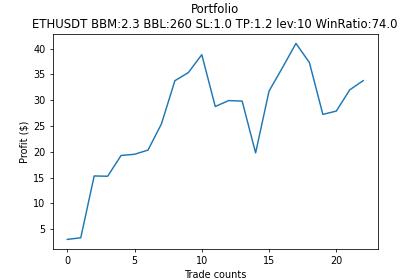 Portfolio
ETHUSDT BBM:2.3 BBL:260 SL:1.0 TP:1.2 lev:10 WinRatio:74.0
Profit ($)
40
35
30
25
20
15
10
5
0 5 10 15 20
Trade counts